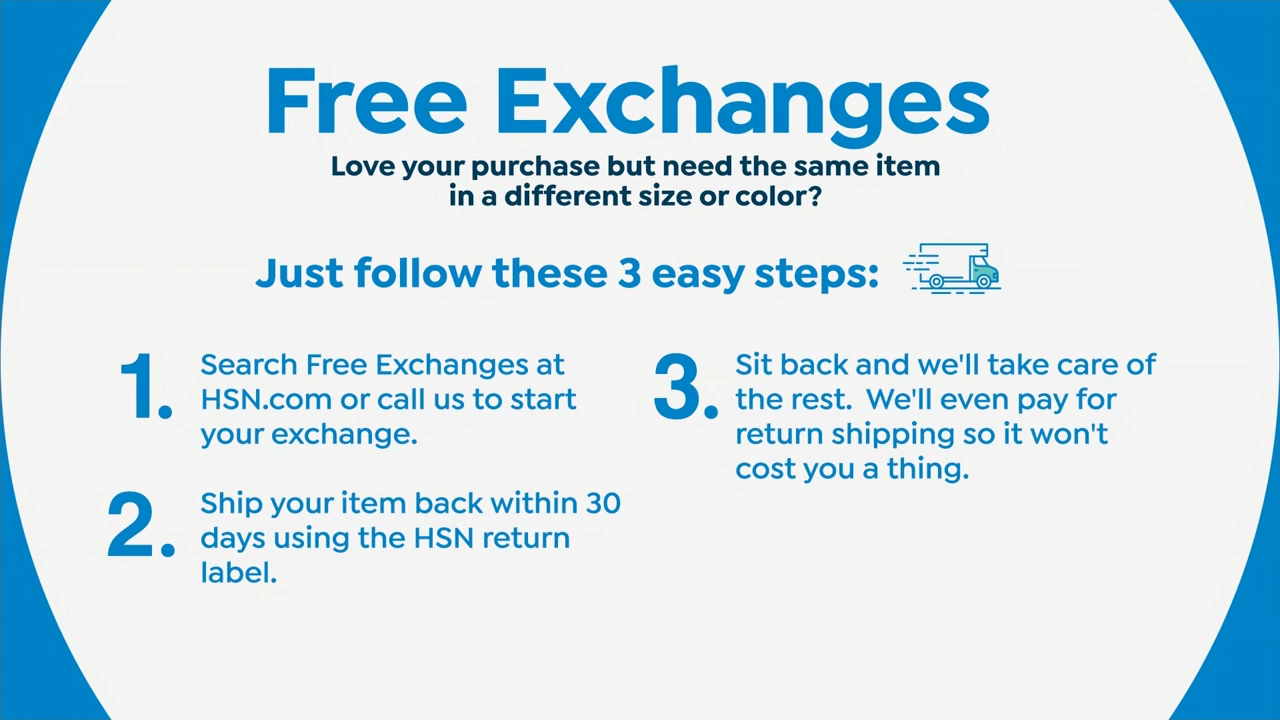 Free Exchanges
Love your purchase but need the same item
in a different size or color?
Just follow these 3 easy steps:
1. Search Free Exchanges at
HSN.com or call us to start
your exchange.
2. Ship your item back within 30
days using the HSN return
label.
3. Sit back and we'll take care of
the rest.  We'll even pay for
return shipping so it won't
cost you a thing.